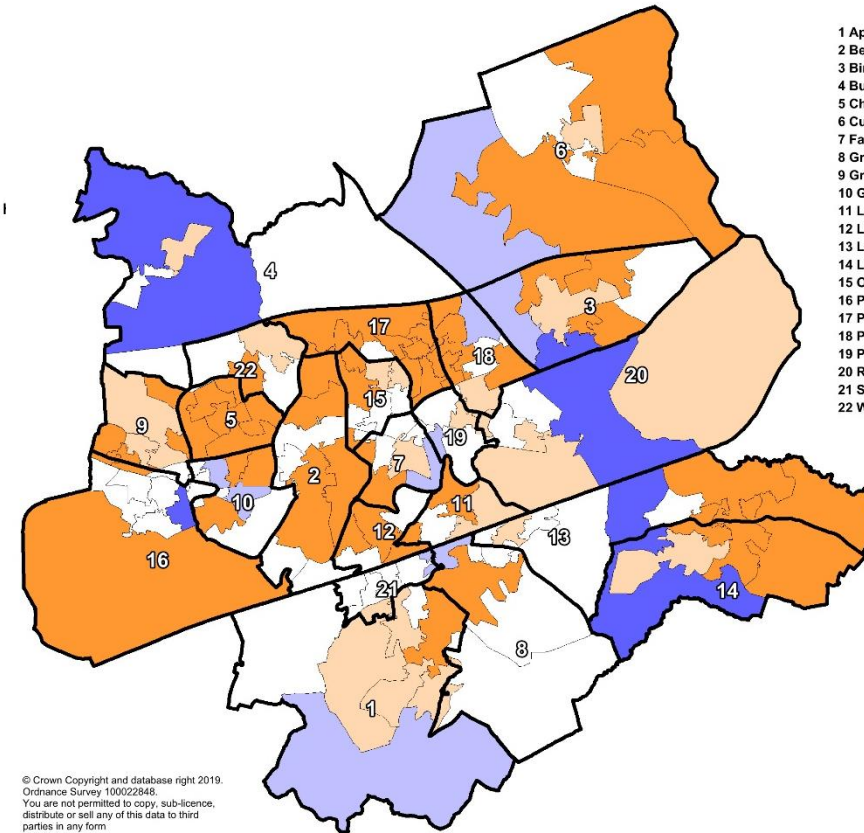 1 Ap
2 Be
3 Bi
4 Bu
5 Ch
6 Cu
7 Fa
8 Gr
9 Gr
10 G
11 L
12 L
13 L
14 L
15 O
16 P
17 P
18 P
19 P
20 R
21 S
22 W
6
4
3
17
18
20
22
15
9
5
19
2
7
10
11
12
13
16
21
14
8
1
© Crown Copyright and database right 2019.
Ordnance Survey 100022848.
You are not permitted to copy, sub-licence,
distribute or sell any of this data to third
parties in any form